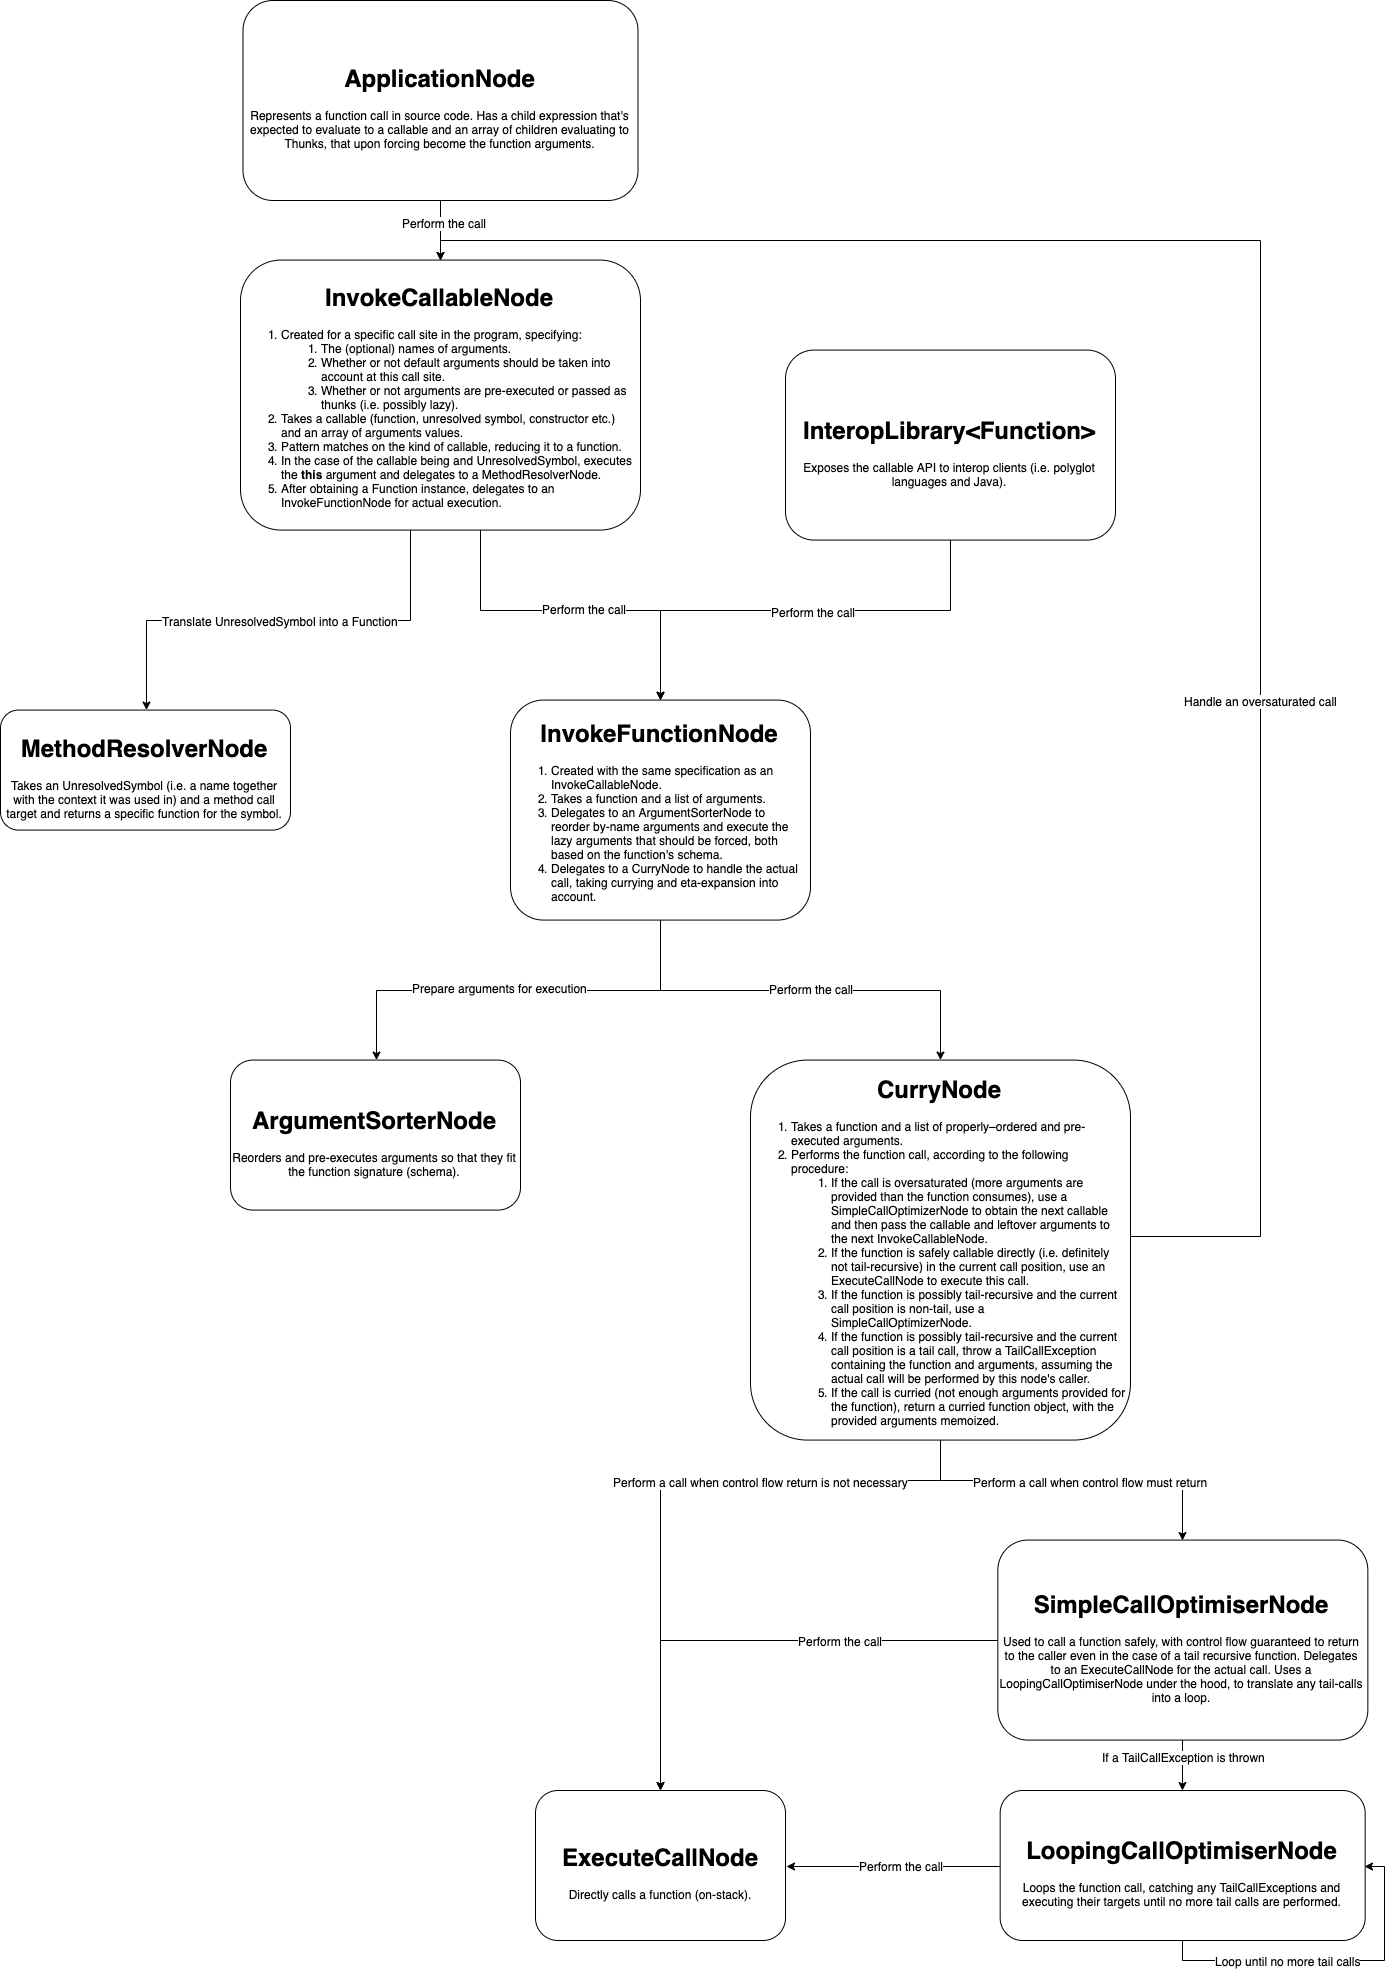 ApplicationNode
Represents a function call in source code. Has a child expression that's
expected to evaluate to a callable and an array of children evaluating to
Thunks, that upon forcing become the function arguments.
Perform the call
InvokeCallableNode
1. Created for a specific call site in the program, specifying:
1. The (optional) names of arguments.
2. Whether or not default arguments should be taken into
account at this call site.
3. Whether or not arguments are pre-executed or passed as
thunks (i.e. possibly lazy).
2. Takes a callable (function, unresolved symbol, constructor etc.)
and an array of arguments values.
3. Pattern matches on the kind of callable, reducing it to a function.
4. In the case of the callable being and UnresolvedSymbol, executes
the this argument and delegates to a MethodResolverNode.
5. After obtaining a Function instance, delegates to an
InvokeFunctionNode for actual execution.
InteropLibrary<Function>
Exposes the callable API to interop clients (i.e. polyglot
languages and Java).
Perform the call
Perform the call
Translate UnresolvedSymbol into a Function
Handle an oversaturated call
MethodResolverNode
Takes an UnresolvedSymbol (i.e. a name together
with the context it was used in) and a method call
target and returns a specific function for the symbol.
InvokeFunctionNode
1. Created with the same specification as an
InvokeCallableNode.
2. Takes a function and a list of arguments.
3. Delegates to an ArgumentSorterNode to
reorder by-name arguments and execute the
lazy arguments that should be forced, both
based on the function's schema.
4. Delegates to a CurryNode to handle the actual
call, taking currying and eta-expansion into
account.
Prepare arguments for execution
Perform the call
ArgumentSorterNode
Reorders and pre-executes arguments so that they fit
the function signature (schema).
CurryNode
1. Takes a function and a list of properly–ordered and pre-
executed arguments.
2. Performs the function call, according to the following
procedure:
1. If the call is oversaturated (more arguments are
provided than the function consumes), use a
SimpleCallOptimizerNode to obtain the next callable
and then pass the callable and leftover arguments to
the next InvokeCallableNode.
2. If the function is safely callable directly (i.e. definitely
not tail-recursive) in the current call position, use an
ExecuteCallNode to execute this call.
3. If the function is possibly tail-recursive and the current
call position is non-tail, use a
SimpleCallOptimizerNode.
4. If the function is possibly tail-recursive and the current
call position is a tail call, throw a TailCallException
containing the function and arguments, assuming the
actual call will be performed by this node's caller.
5. If the call is curried (not enough arguments provided for
the function), return a curried function object, with the
provided arguments memoized.
Perform a call when control flow return is not necessary
Perform a call when control flow must return
SimpleCallOptimiserNode
Used to call a function safely, with control flow guaranteed to return
to the caller even in the case of a tail recursive function. Delegates
to an ExecuteCallNode for the actual call. Uses a
LoopingCallOptimiserNode under the hood, to translate any tail-calls
into a loop.
Perform the call
If a TailCallException is thrown
ExecuteCallNode
Directly calls a function (on-stack).
Perform the call
LoopingCallOptimiserNode
Loops the function call, catching any TailCallExceptions and
executing their targets until no more tail calls are performed.
Loop until no more tail calls